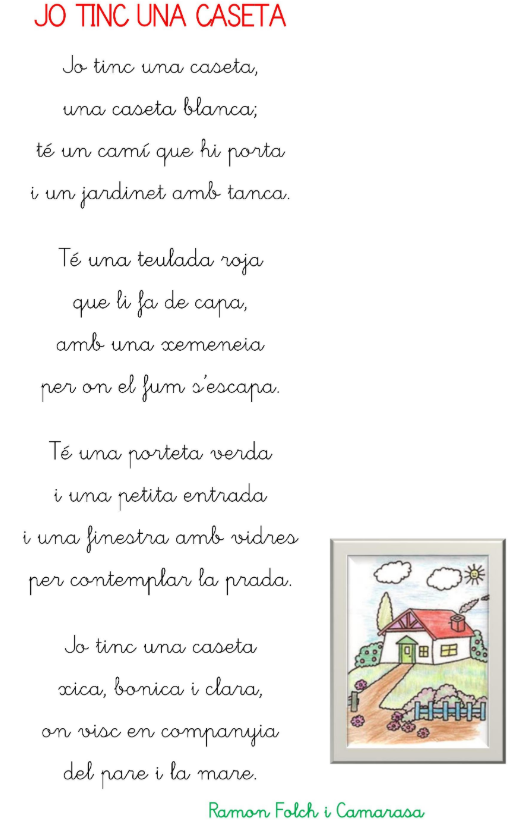 JO TINC UNA CASETA
Jo tinc una caseta,
una caseta blanca;
té un camí que hi porta
i un jardinet amb tanca.
Té una teulada roja
que li fa de capa,
amb una xemeneia
per on el fum s'escapa.
Té una porteta verda
i una petita entrada
i una finestra amb vidres
per contemplar la prada.
Jo tinc una caseta
xica, bonica i clara,
on visc en companyia
del pare i la mare.
Ramon Folch i Camarasa